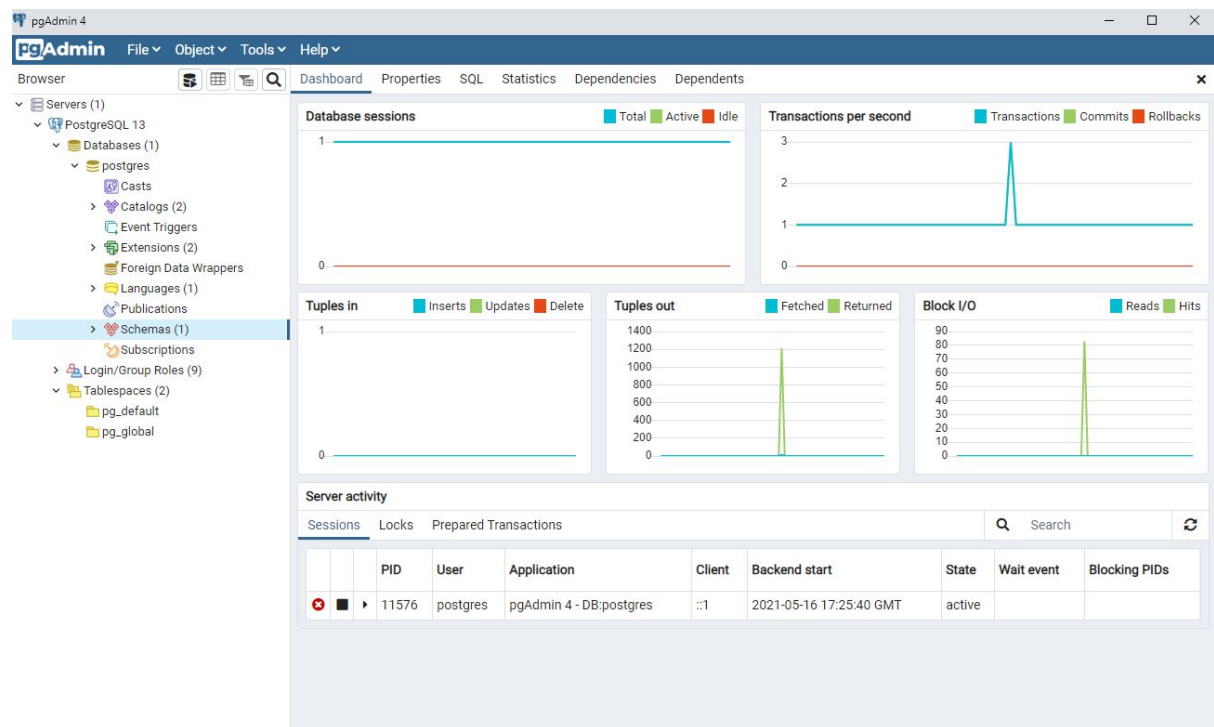 pgAdmin 4
pgAdmin File Object Tools Help
Browser
Dashboard Properties SQL Statistics Dependencies Dependents
Servers (1)
PostgreSQL 13
Databases (1)
postgres
Casts
Catalogs (2)
Event Triggers
Extensions (2)
Foreign Data Wrappers
Languages (1)
Publications
Schemas (1)
Subscriptions
Login/Group Roles (9)
Tablespaces (2)
pg_default
pg_global
Database sessions Total Active Idle
1
0
Transactions per second Transactions Commits Rollbacks
3
2
1
0
Tuples in Inserts Updates Delete
1
0
Tuples out Fetched Returned
1400
1200
1000
800
600
400
200
0
Block I/O Reads Hits
90
80
70
60
50
40
30
20
10
0
Server activity
Sessions Locks Prepared Transactions Search
PID User Application Client Backend start State Wait event Blocking PIDs
11576 postgres pgAdmin 4 - DB:postgres ::1 2021-05-16 17:25:40 GMT active